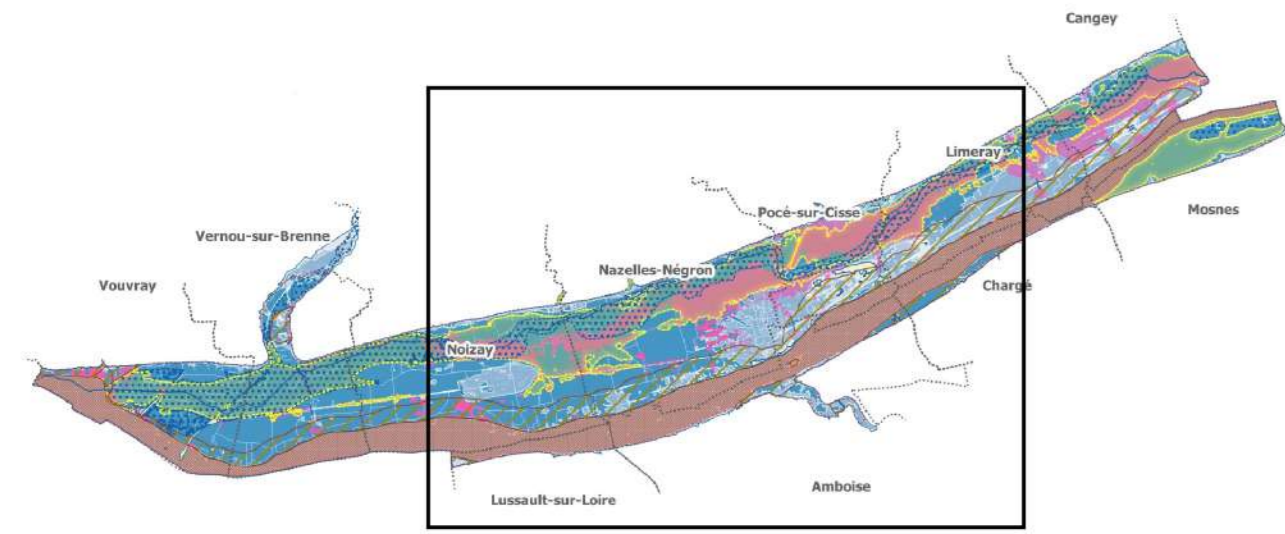 Cangey
Limeray
Mosnes
Pocé-sur-Cisse
Vernou-sur-Brenne
Nazelles-Négron
Vouvray
Chargé
Noizay
Amboise
Lussault-sur-Loire